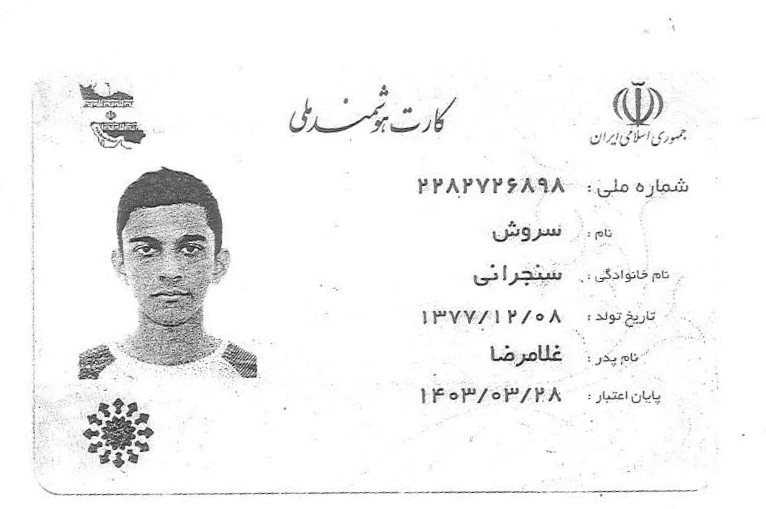 کارت هوشمند ملی
جمهوری اسلامی ایران
شماره ملی : ۲۲۸۲۷۲۶۸۹۸
نام : سروش
نام خانوادگی : سنجرانی
تاریخ تولد : ۱۳۷۷/۱۲/۰۸
نام پدر : غلامرضا
پایان اعتبار : ۱۴۰۳/۰۳/۲۸